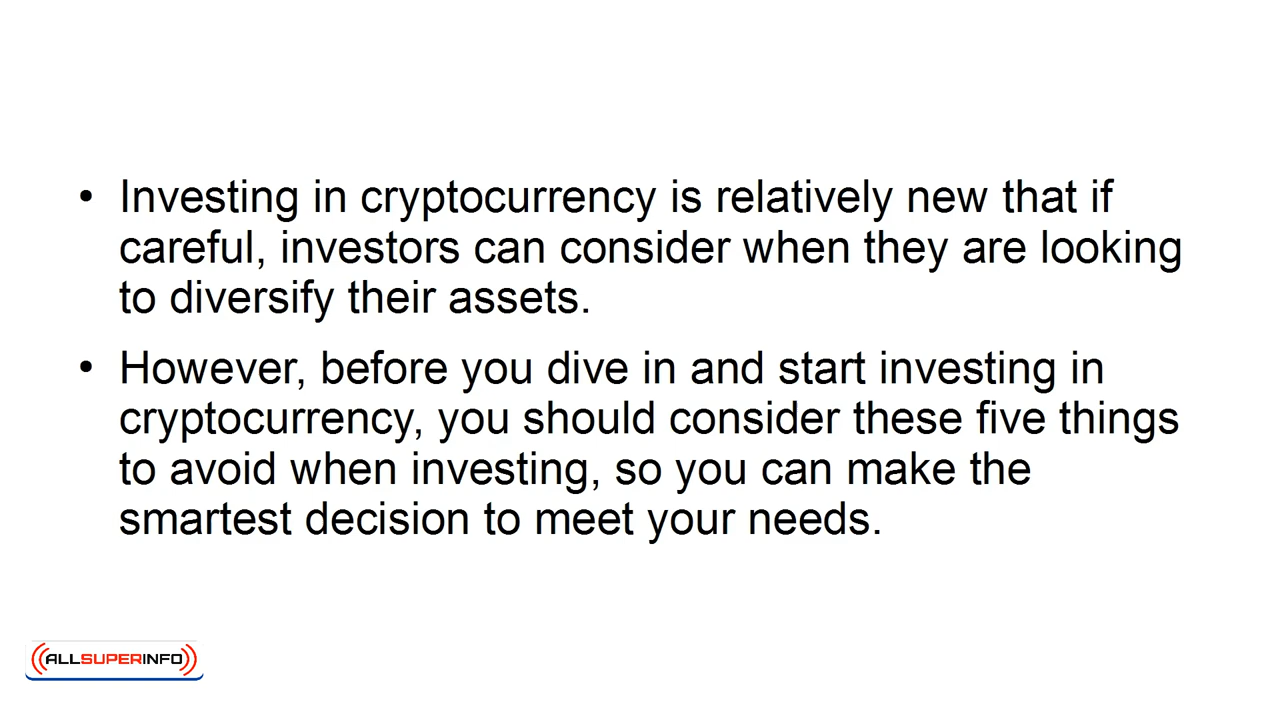 • Investing in cryptocurrency is relatively new that if
careful, investors can consider when they are looking
to diversify their assets.
• However, before you dive in and start investing in
cryptocurrency, you should consider these five things
to avoid when investing, so you can make the
smartest decision to meet your needs.
ALLSUPERINFO